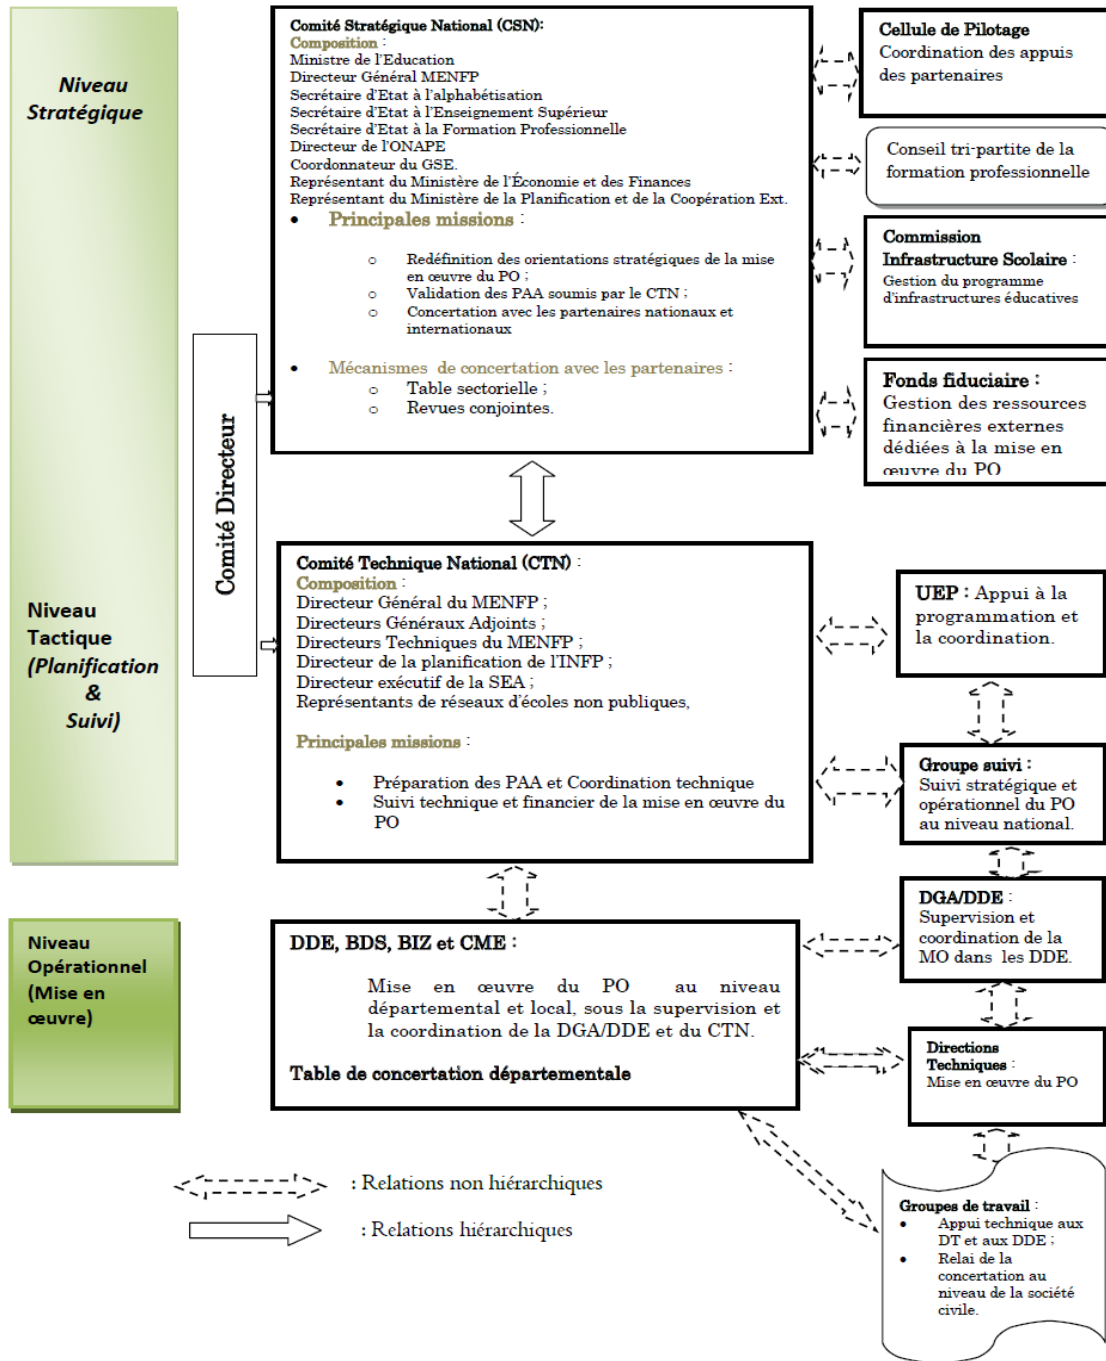 Niveau
Stratégique
Comité Stratégique National (CSN):
Composition :
Ministre de l'Education
Directeur Général MENFP
Secrétaire d'Etat à l'alphabétisation
Secrétaire d'Etat à l'Enseignement Supérieur
Secrétaire d'Etat à la Formation Professionnelle
Directeur de l'ONAPE
Coordonnateur du GSE.
Représentant du Ministère de l'Économie et des Finances
Représentant du Ministère de la Planification et de la Coopération Ext.
• Principales missions :
o Redéfinition des orientations stratégiques de la mise
en œuvre du PO ;
o Validation des PAA soumis par le CTN ;
o Concertation avec les partenaires nationaux et
internationaux
• Mécanismes de concertation avec les partenaires :
o Table sectorielle ;
o Revues conjointes.
Cellule de Pilotage
Coordination des appuis
des partenaires
Conseil tri-partite de la
formation professionnelle
Commission
Infrastructure Scolaire :
Gestion du programme
d'infrastructures éducatives
Fonds fiduciaire :
Gestion des ressources
financières externes
dédiées à la mise en
œuvre du PO
Comité Directeur
Niveau
Tactique
(Planification
&
Suivi)
Comité Technique National (CTN) :
Composition :
Directeur Général du MENFP ;
Directeurs Généraux Adjoints ;
Directeurs Techniques du MENFP ;
Directeur de la planification de l'INFP ;
Directeur exécutif de la SEA ;
Représentants de réseaux d'écoles non publiques,
Principales missions :
• Préparation des PAA et Coordination technique
• Suivi technique et financier de la mise en œuvre du
PO
UEP : Appui à la
programmation et
la coordination.
Groupe suivi :
Suivi stratégique et
opérationnel du PO
au niveau national.
DGA/DDE :
Supervision et
coordination de la
MO dans les DDE.
Niveau
Opérationnel
(Mise en
œuvre)
DDE, BDS, BIZ et CME :
Mise en œuvre du PO au niveau
départemental et local, sous la supervision et
la coordination de la DGA/DDE et du CTN.
Table de concertation départementale
Directions
Techniques :
Mise en œuvre du PO
: Relations non hiérarchiques
: Relations hiérarchiques
Groupes de travail :
• Appui technique aux
DT et aux DDE ;
• Relai de la
concertation au
niveau de la société
civile.